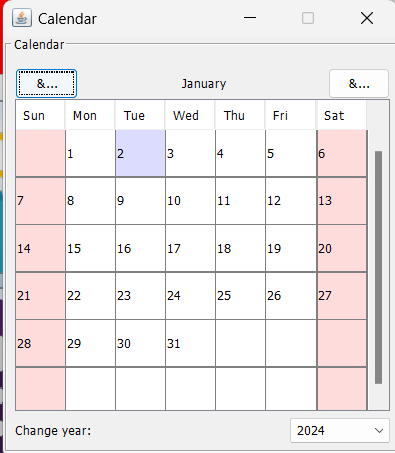 Calendar
Calendar
&... January &...
Sun Mon Tue Wed Thu Fri Sat
1 2 3 4 5 6
7 8 9 10 11 12 13
14 15 16 17 18 19 20
21 22 23 24 25 26 27
28 29 30 31
Change year: 2024